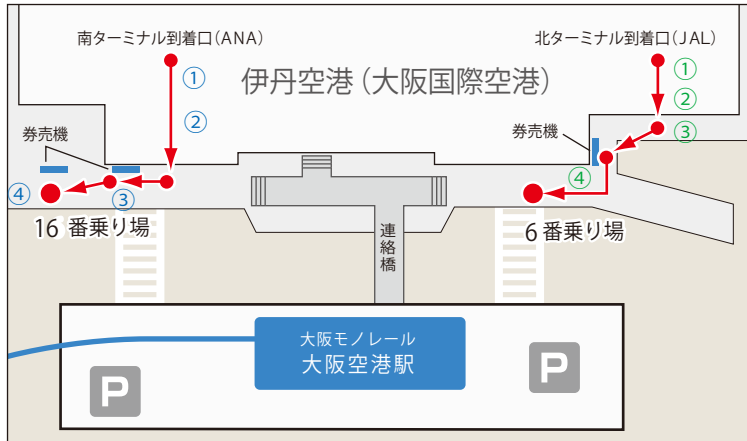 南ターミナル到着口(ANA)
北ターミナル到着口(JAL)
①
②
伊丹空港(大阪国際空港)
①
②
③
④
券売機
券売機
③
④
16 番乗り場
6 番乗り場
連絡橋
大阪モノレール
大阪空港駅
P
P